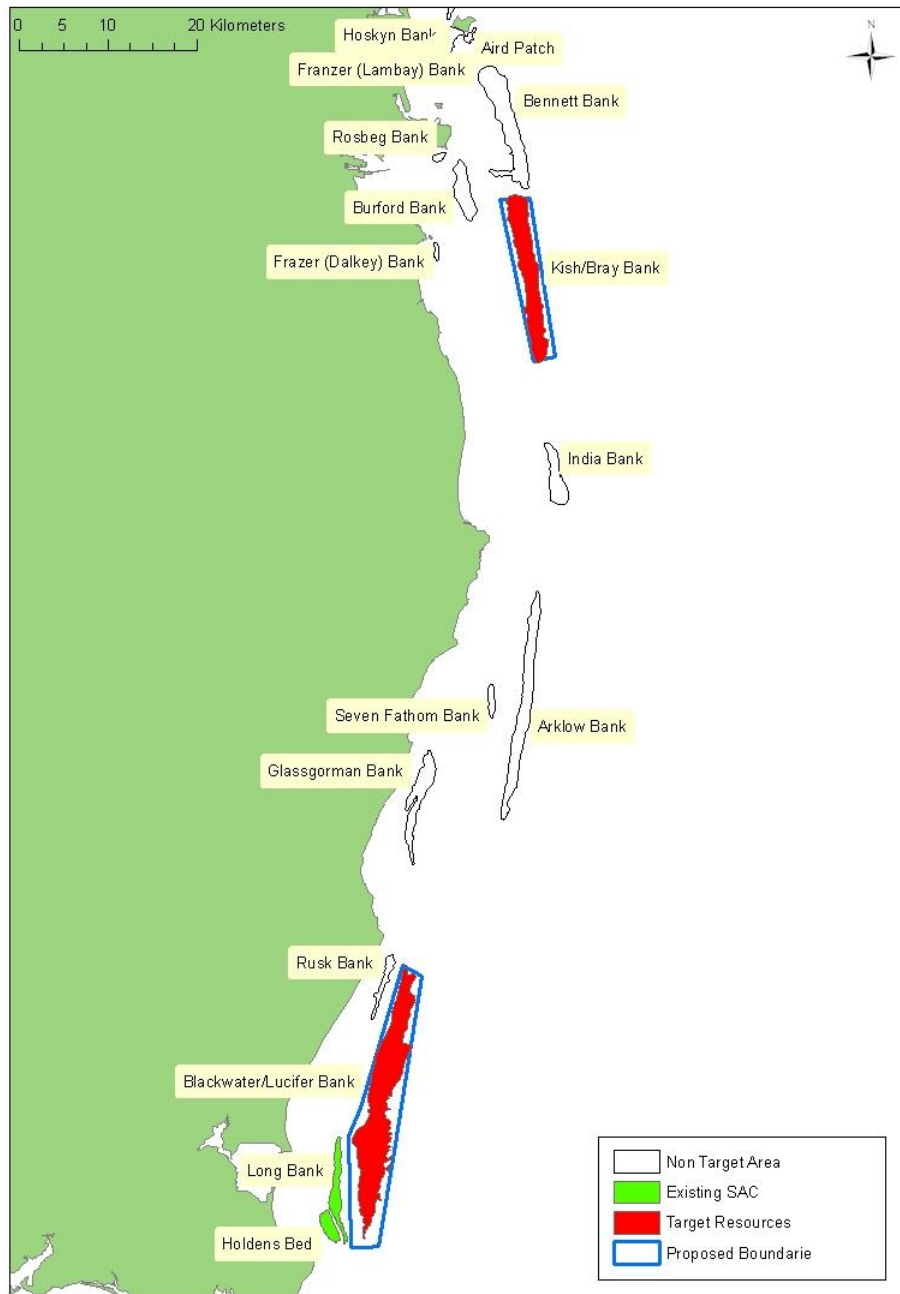 0 5 10 20 Kilometers
N
Hoskyn Bank
Aird Patch
Franzer (Lambay) Bank
Bennett Bank
Rosbeg Bank
Burford Bank
Frazer (Dalkey) Bank
Kish/Bray Bank
India Bank
Seven Fathom Bank
Arklow Bank
Glassgorman Bank
Rusk Bank
Blackwater/Lucifer Bank
Long Bank
Holdens Bed
Non Target Area
Existing SAC
Target Resources
Proposed Boundarie